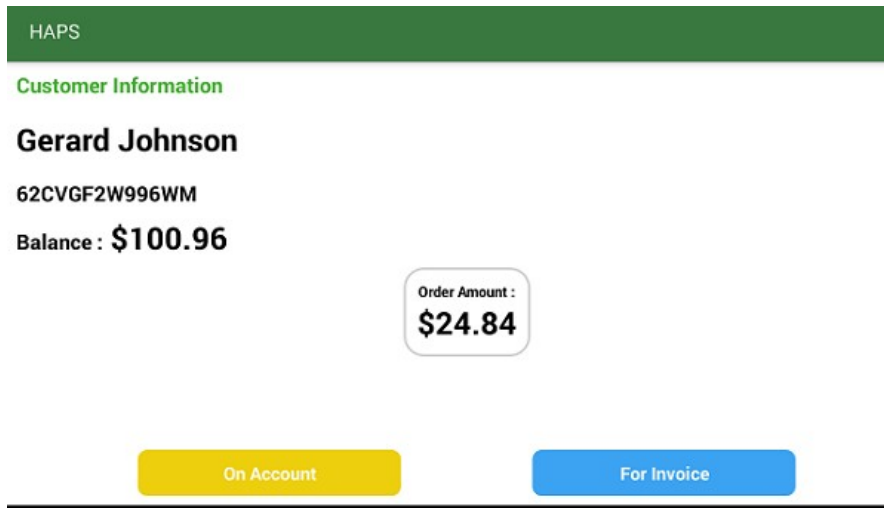 HAPS
Customer Information
Gerard Johnson
62CVGF2W996WM
Balance : $100.96
Order Amount :
$24.84
On Account
For Invoice